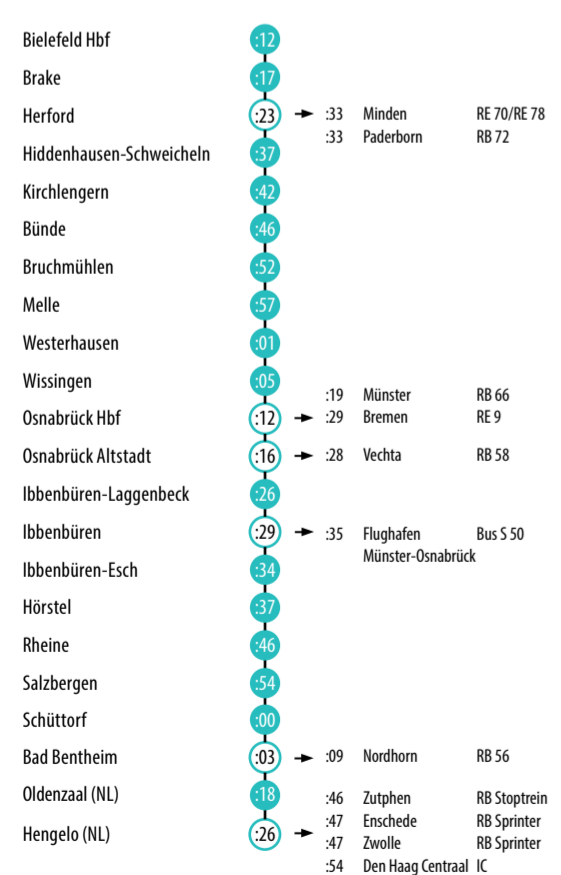 Bielefeld Hbf :12
Brake :17
Herford :23 :33 Minden RE 70/RE 78
:33 Paderborn RB 72
Hiddenhausen-Schweicheln :37
Kirchlengern :42
Bünde :46
Bruchmühlen :52
Melle :57
Westerhausen :01
Wissingen :05
:19 Münster RB 66
Osnabrück Hbf :12 :29 Bremen RE 9
Osnabrück Altstadt :16 :28 Vechta RB 58
Ibbenbüren-Laggenbeck :26
Ibbenbüren :29 :35 Flughafen Bus S 50
Münster-Osnabrück
Ibbenbüren-Esch :34
Hörstel :37
Rheine :46
Salzbergen :54
Schüttorf :00
Bad Bentheim :03 :09 Nordhorn RB 56
Oldenzaal (NL) :18
:46 Zutphen RB Stoptrein
:47 Enschede RB Sprinter
Hengelo (NL) :26
:47 Zwolle RB Sprinter
:54 Den Haag Centraal IC